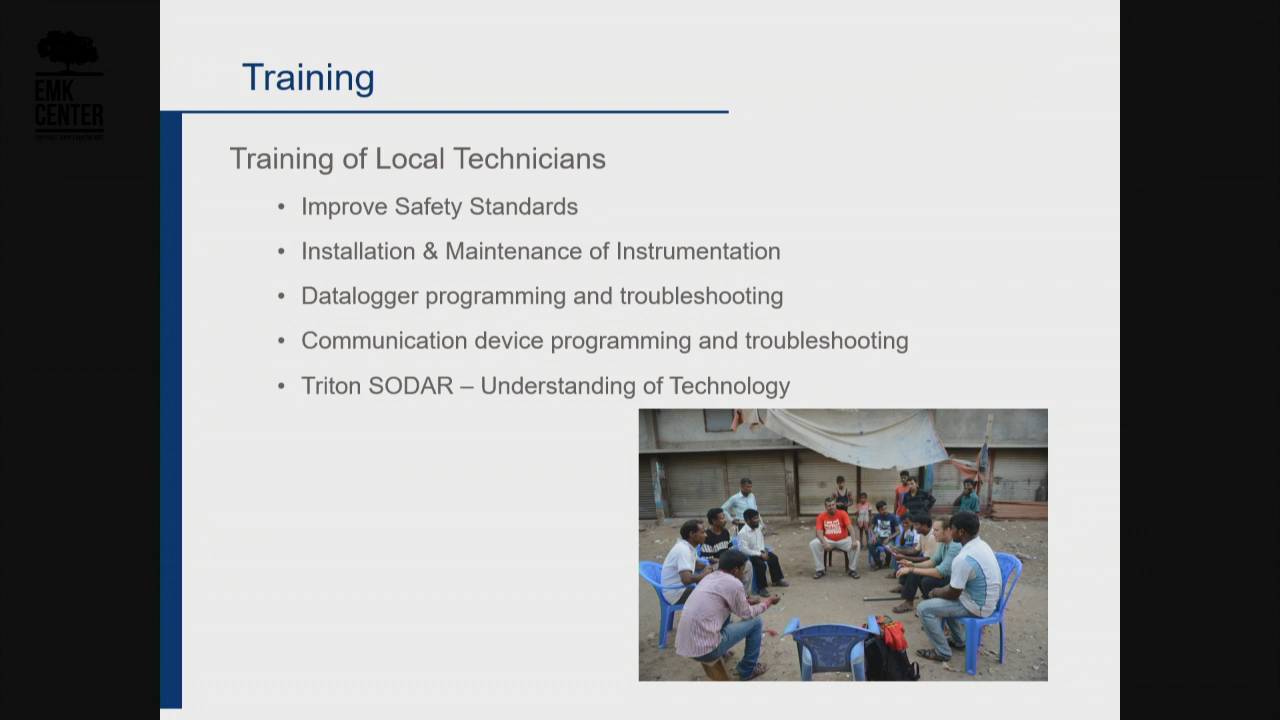 EMK
CENTER
Training
Training of Local Technicians
• Improve Safety Standards
• Installation & Maintenance of Instrumentation
• Datalogger programming and troubleshooting
• Communication device programming and troubleshooting
• Triton SODAR – Understanding of Technology